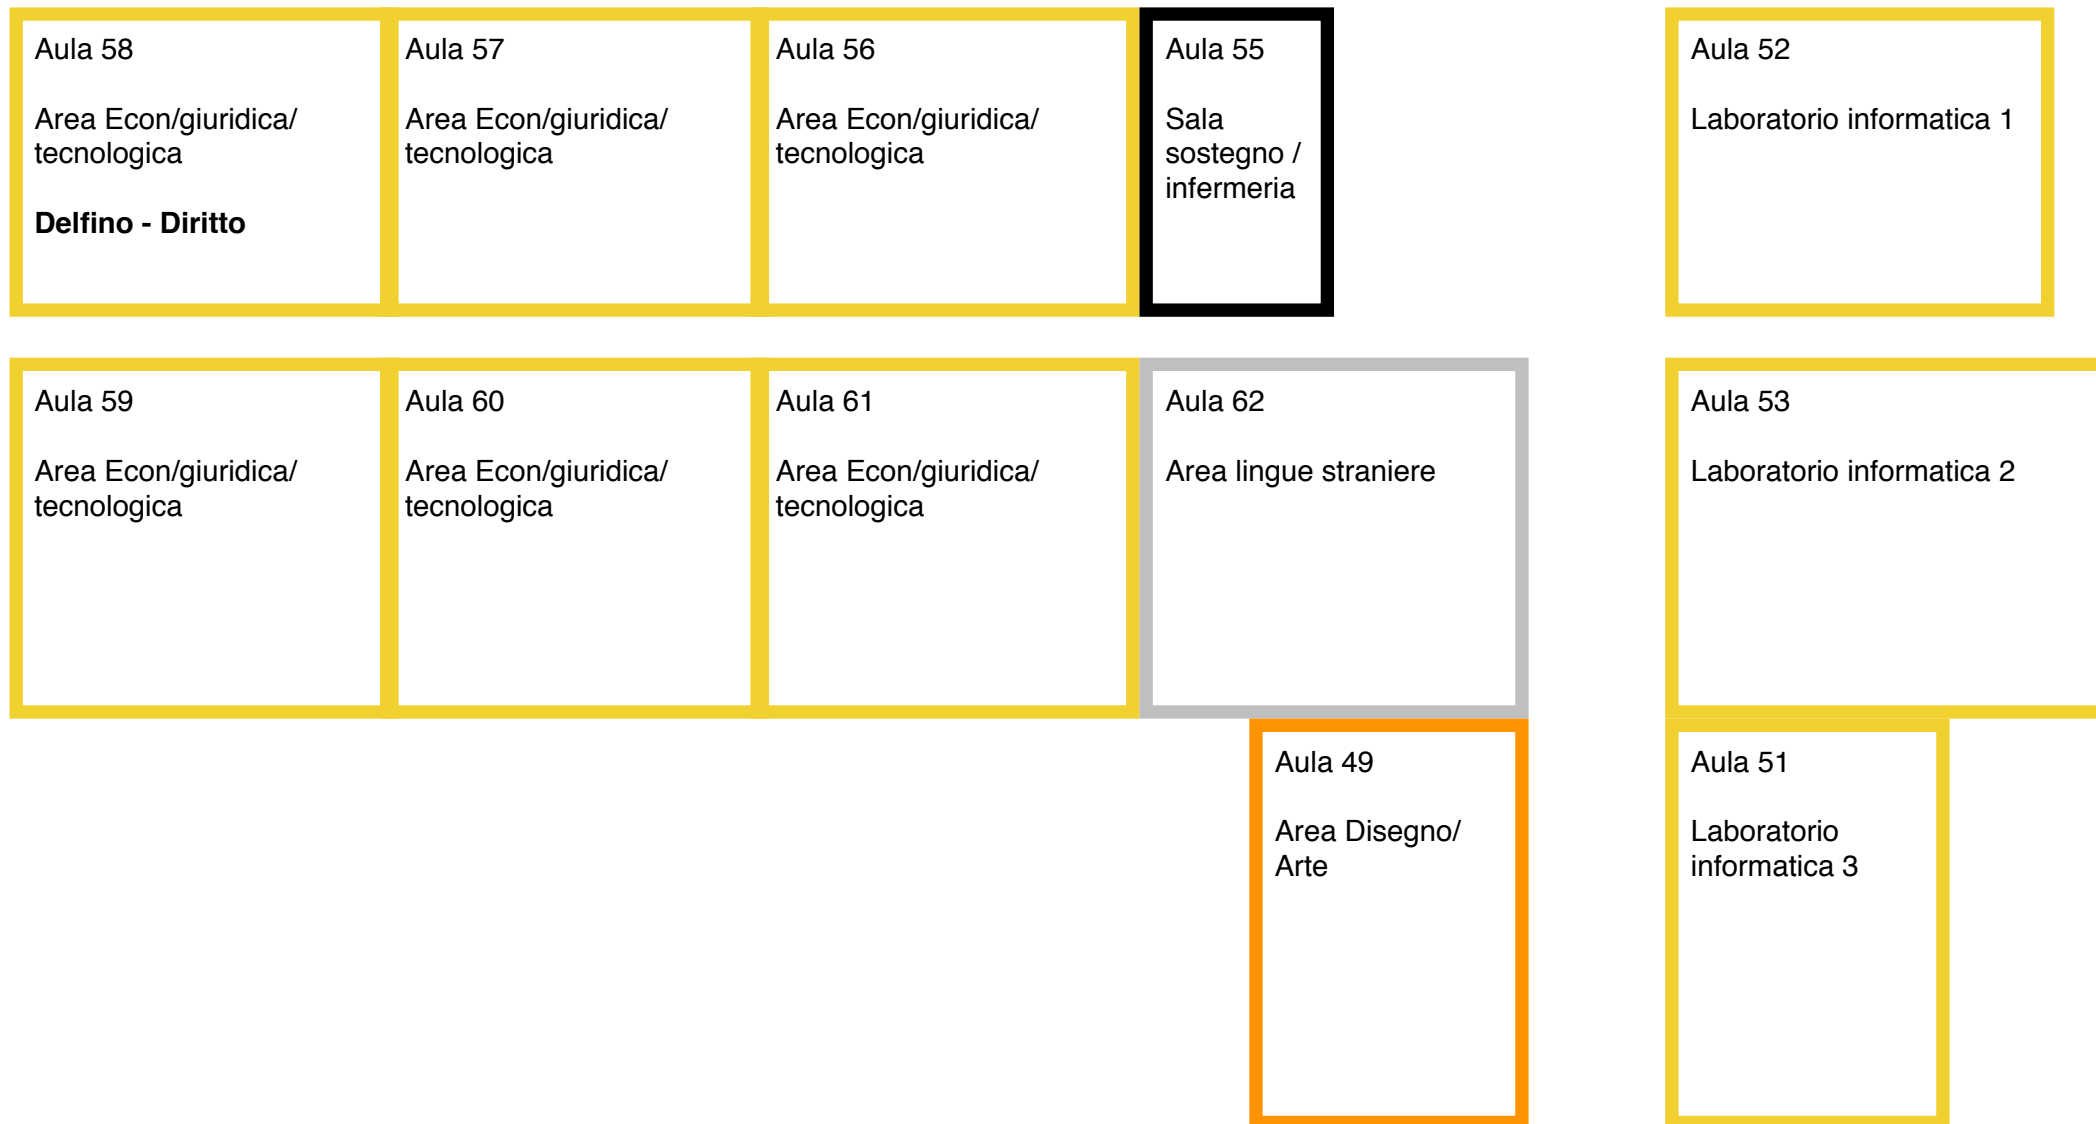 Aula 58
Area Econ/giuridica/
tecnologica
Delfino - Diritto
Aula 57
Area Econ/giuridica/
tecnologica
Aula 56
Area Econ/giuridica/
tecnologica
Aula 55
Sala
sostegno /
infermeria
Aula 52
Laboratorio informatica 1
Aula 59
Area Econ/giuridica/
tecnologica
Aula 60
Area Econ/giuridica/
tecnologica
Aula 61
Area Econ/giuridica/
tecnologica
Aula 62
Area lingue straniere
Aula 53
Laboratorio informatica 2
Aula 49
Area Disegno/
Arte
Aula 51
Laboratorio
informatica 3